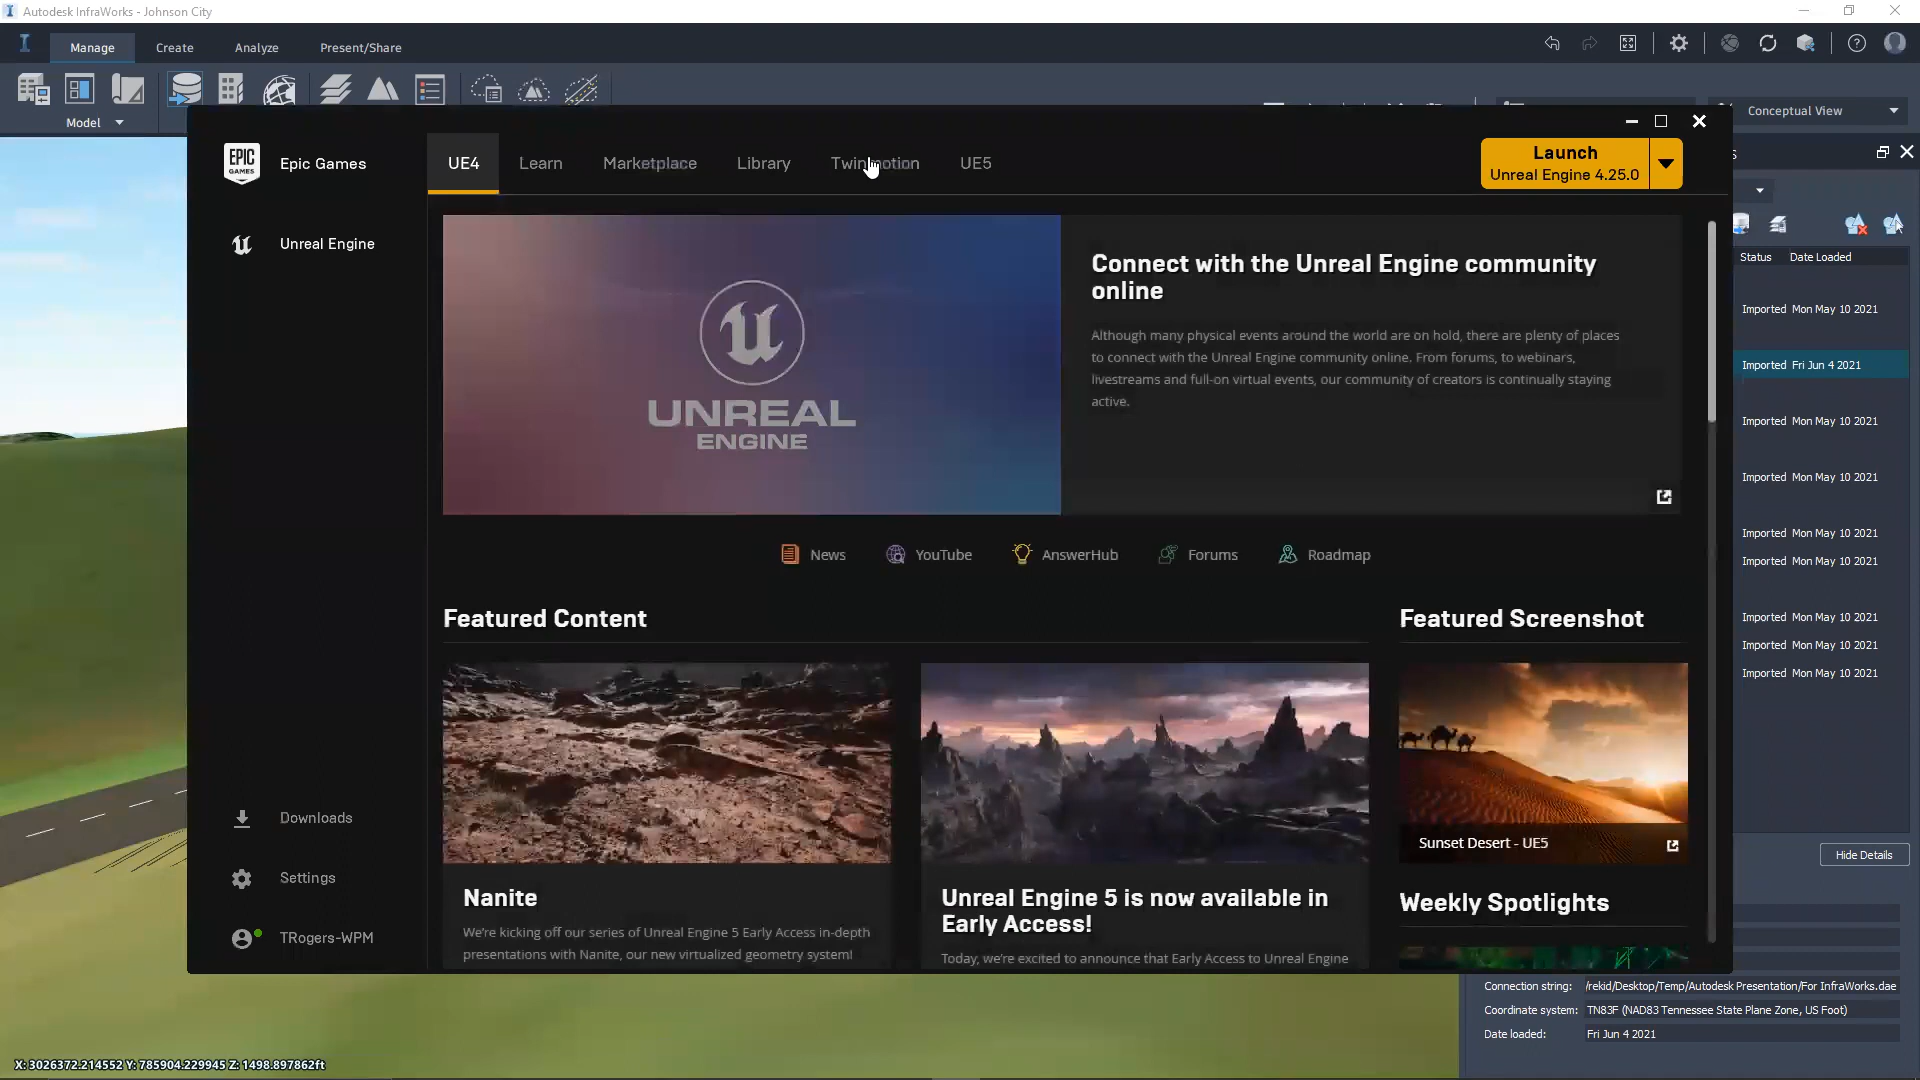 Autodesk InfraWorks - Johnson City
Manage
Create
Analyze
Present/Share
Model
Conceptual View
EPIC
GAMES
Epic Games
UE4
Learn
Marketplace
Library
Twinmotion
UE5
Launch
Unreal Engine 4.25.0
Unreal Engine
UNREAL
ENGINE
Connect with the Unreal Engine community
online
Although many physical events around the world are on hold, there are plenty of places
to connect with the Unreal Engine community online. From forums, to webinars,
livestreams and full-on virtual events, our community of creators is continually staying
active.
News
YouTube
AnswerHub
Forums
Roadmap
Featured Content
Featured Screenshot
Sunset Desert - UE5
Nanite
We're kicking off our series of Unreal Engine 5 Early Access in-depth
presentations with Nanite, our new virtualized geometry system!
Unreal Engine 5 is now available in
Early Access!
Today, we're excited to announce that Early Access to Unreal Engine
Weekly Spotlights
Downloads
Settings
TRogers-WPM
Status Date Loaded
Imported Mon May 10 2021
Imported Fri Jun 4 2021
Imported Mon May 10 2021
Imported Mon May 10 2021
Imported Mon May 10 2021
Imported Mon May 10 2021
Imported Mon May 10 2021
Imported Mon May 10 2021
Imported Mon May 10 2021
Hide Details
Connection string: /rekid/Desktop/Temp/Autodesk Presentation/For InfraWorks.dae
Coordinate system: TN83F (NAD83 Tennessee State Plane Zone, US Foot)
Date loaded: Fri Jun 4 2021
X: 3026372.214552 Y: 785904.229945 Z: 1498.897862ft